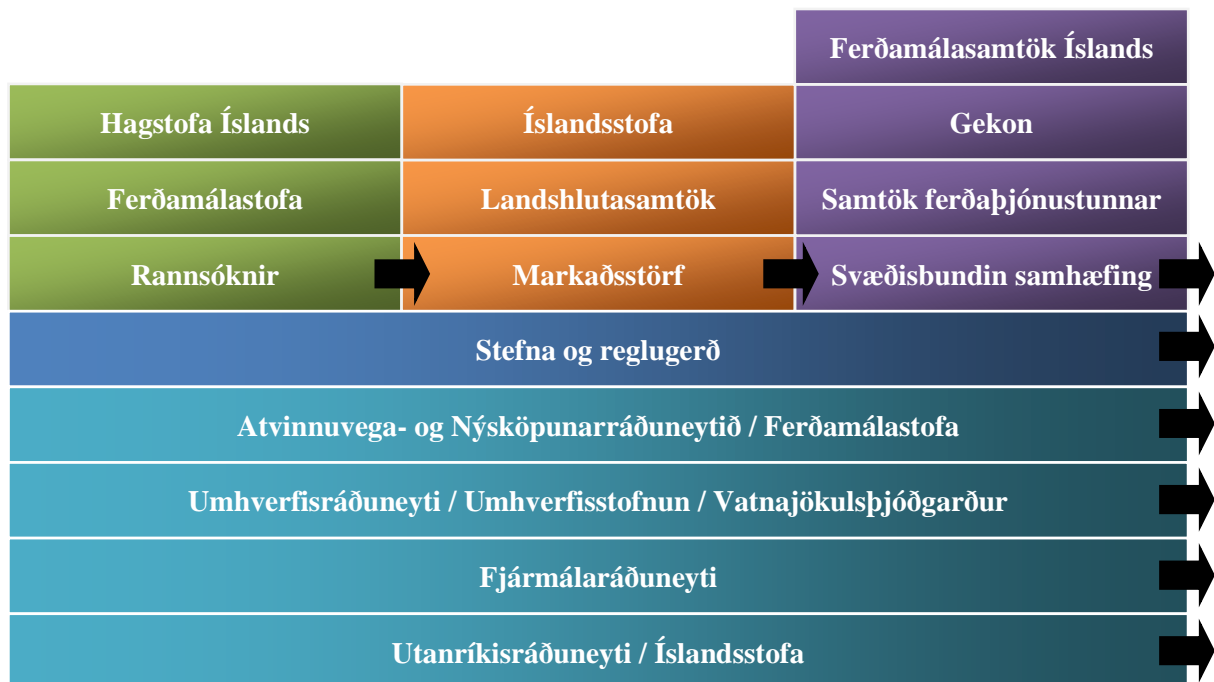 Ferðamálasamtök Íslands
Hagstofa Íslands
Íslandsstofa
Gekon
Ferðamálastofa
Landshlutasamtök
Samtök ferðaþjónustunnar
Rannsóknir
Markaðsstörf
Svæðisbundin samhæfing
Stefna og reglugerð
Atvinnuvega- og Nýsköpunarráðuneytið / Ferðamálastofa
Umhverfisráðuneyti / Umhverfisstofnun / Vatnajökulsþjóðgarður
Fjármálaráðuneyti
Utanríkisráðuneyti / Íslandsstofa